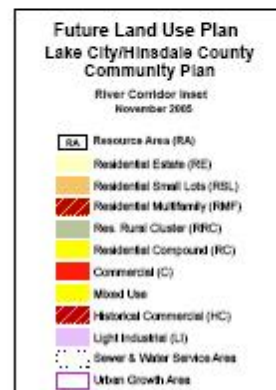 Future Land Use Plan
Lake City/Hinsdale County
Community Plan
River Corridor Inset
November 2005
RA Resource Area (RA)
Residential Estate (RE)
Residential Small Lots (RSL)
Residential Multifamily (RMF)
Res. Rural Cluster (RRC)
Residential Compound (RC)
Commercial (C)
Mixed Use
Historical Commercial (HC)
Light Industrial (LI)
Sewer & Water Service Area
Urban Growth Area